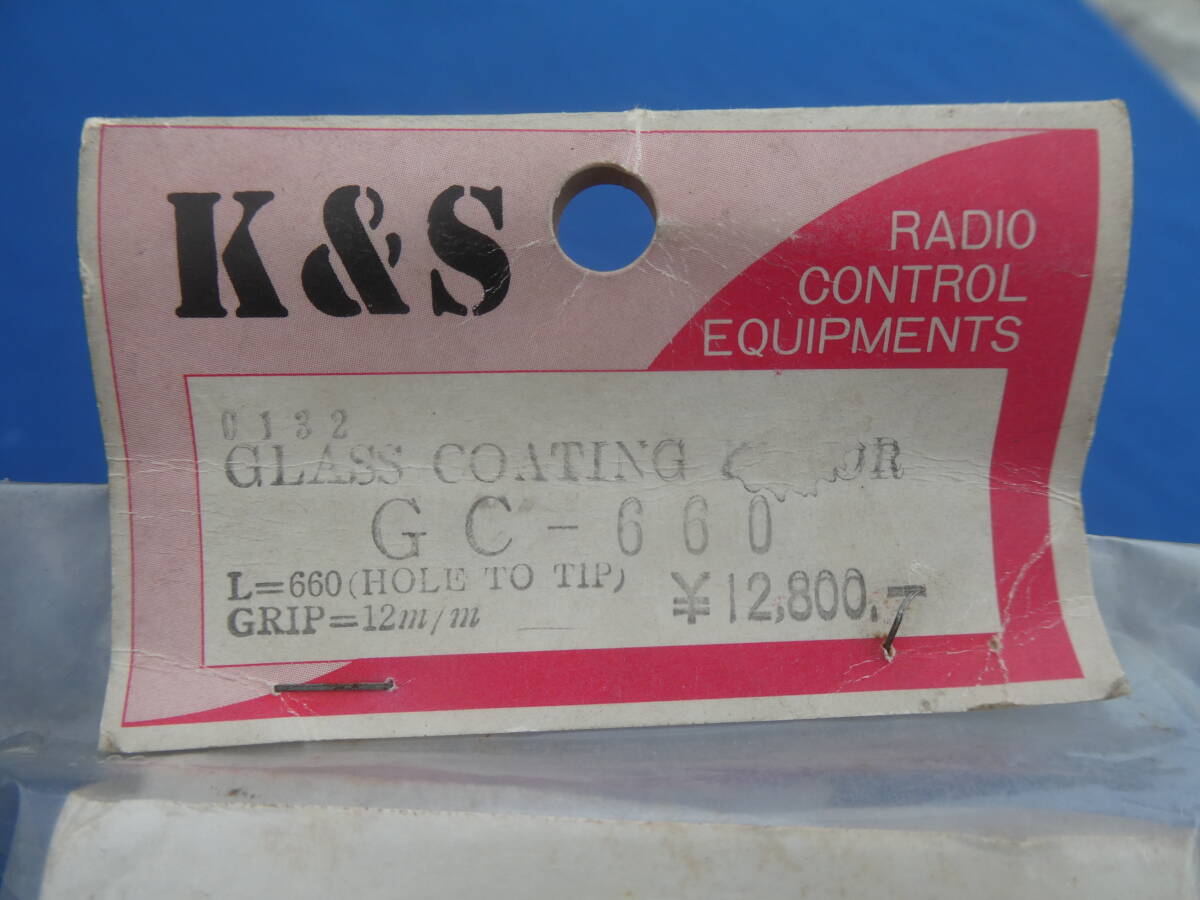 K&S
RADIO
CONTROL
EQUIPMENTS
0132
GLASS COATING
GC-660
L=660(HOLE TO TIP)
GRIP=12m/m
¥12,800.-